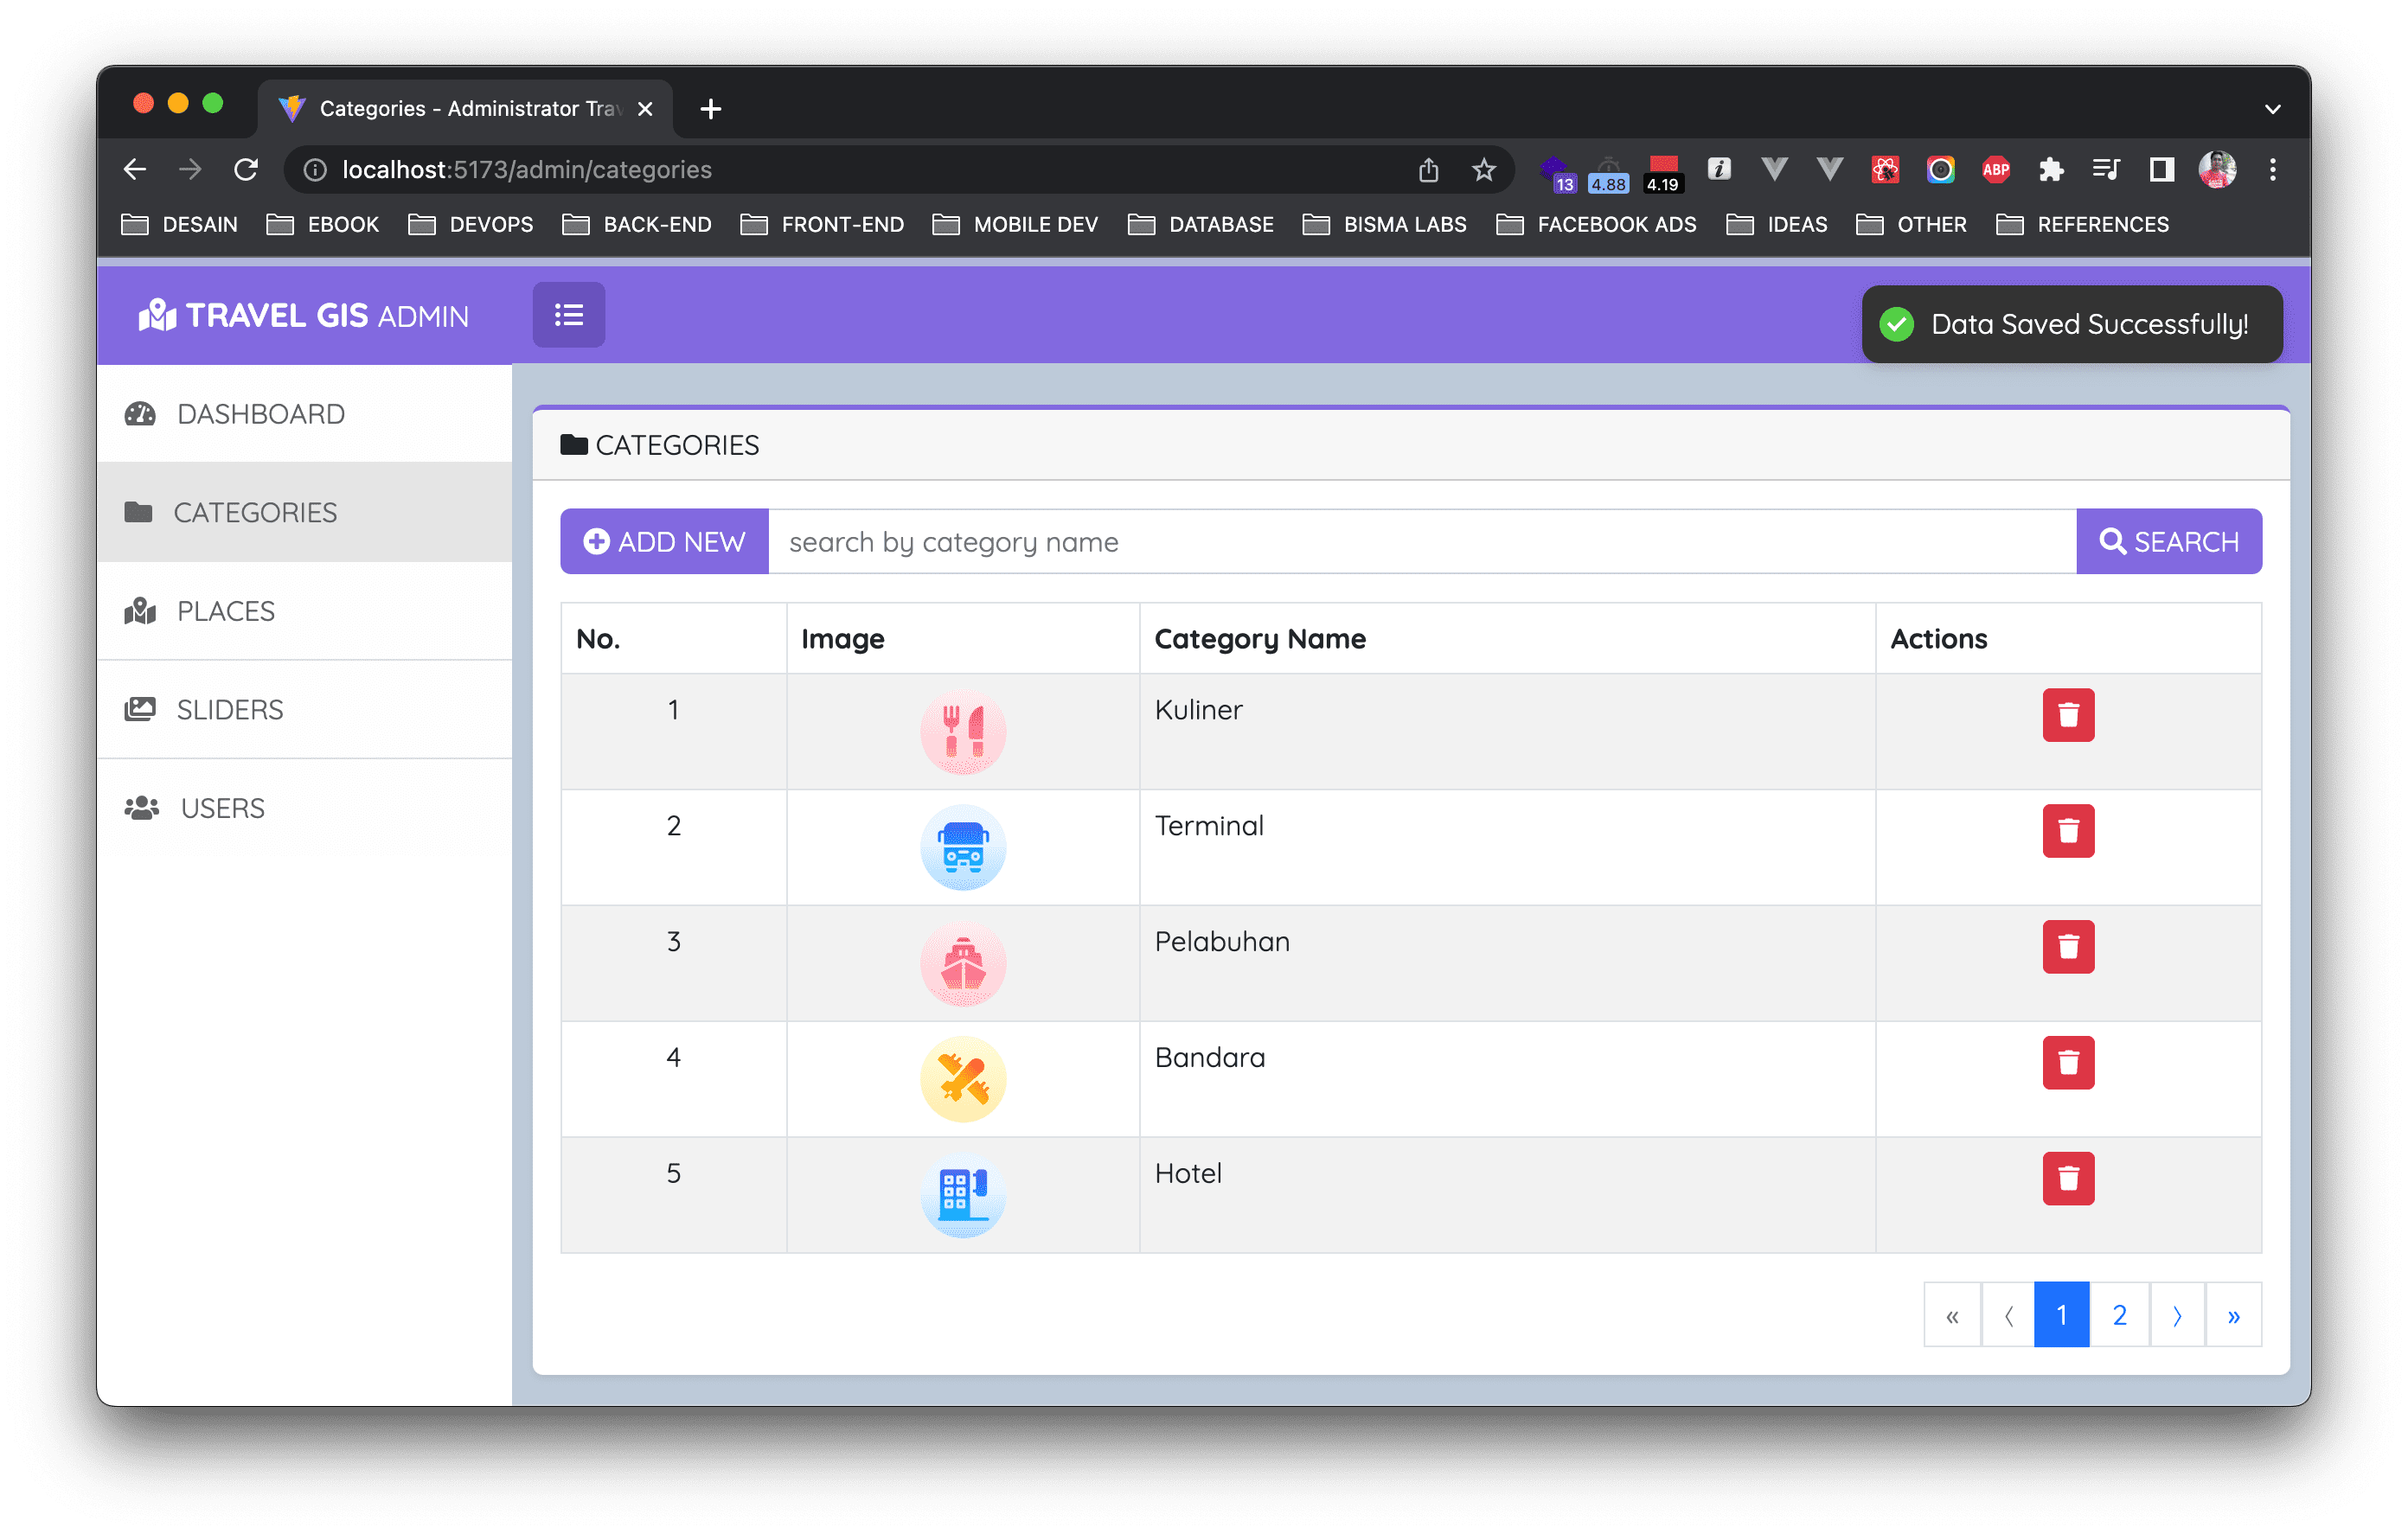 Categories - Administrator Trav
localhost:5173/admin/categories
13 4.88 4.19 ABP
DESAIN EBOOK DEVOPS BACK-END FRONT-END MOBILE DEV DATABASE BISMA LABS FACEBOOK ADS IDEAS OTHER REFERENCES
TRAVEL GIS ADMIN
Data Saved Successfully!
DASHBOARD
CATEGORIES
PLACES
SLIDERS
USERS
CATEGORIES
ADD NEW search by category name SEARCH
No. Image Category Name Actions
1 Kuliner
2 Terminal
3 Pelabuhan
4 Bandara
5 Hotel
« ⟨ 1 2 ⟩ »